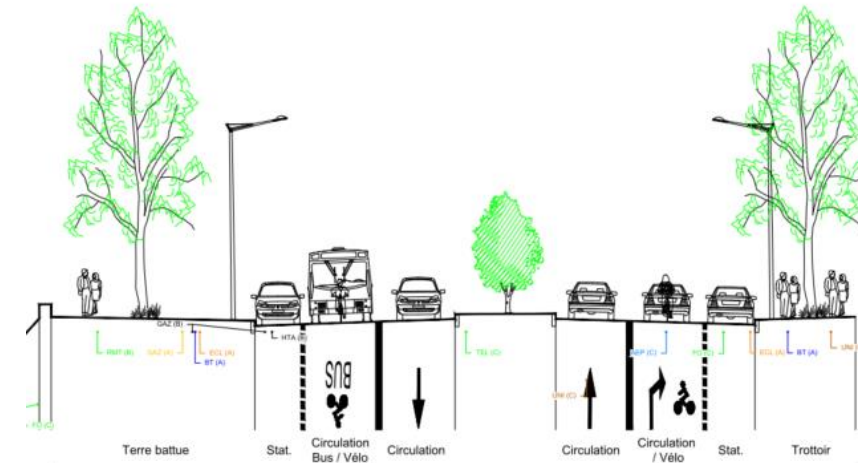 GAZ (B)
HTA (B)
RMT (B)
GAZ (A)
ECL (A)
BT (A)
TEL (C)
UNI (C)
AEP (C)
FO (C)
ECL (A)
BT (A)
UNI
FO (C)
BUS
Terre battue
Stat.
Circulation
Bus / Vélo
Circulation
Circulation
Circulation
/ Vélo
Stat.
Trottoir